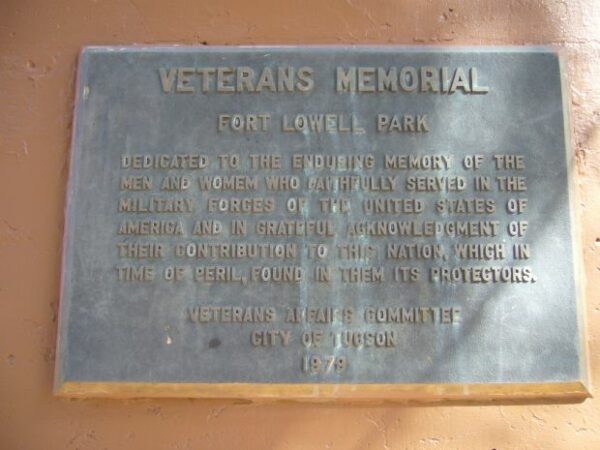 VETERANS MEMORIAL
FORT LOWELL PARK
DEDICATED TO THE ENDURING MEMORY OF THE
MEN AND WOMEM WHO FAITHFULLY SERVED IN THE
MILITARY FORCES OF THE UNITED STATES OF
AMERICA AND IN GRATEFUL ACKNOWLEDGMENT OF
THEIR CONTRIBUTION TO THIS NATION, WHICH IN
TIME OF PERIL, FOUND IN THEM ITS PROTECTORS.
VETERANS AFFAIRS COMMITTEE
CITY OF TUCSON
1979